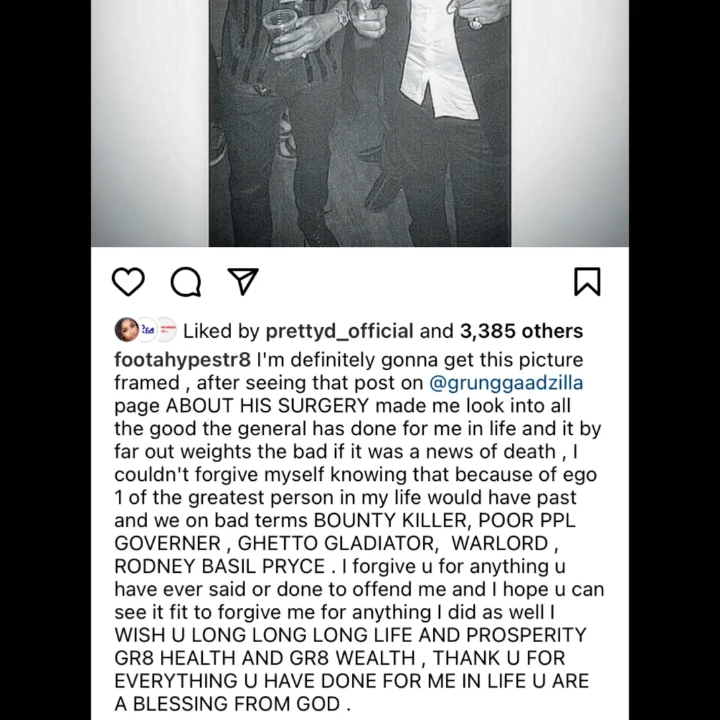 Liked by prettyd_official and 3,385 others
footahypestr8 I'm definitely gonna get this picture
framed , after seeing that post on @grunggaadzilla
page ABOUT HIS SURGERY made me look into all
the good the general has done for me in life and it by
far out weights the bad if it was a news of death , I
couldn't forgive myself knowing that because of ego
1 of the greatest person in my life would have past
and we on bad terms BOUNTY KILLER, POOR PPL
GOVERNER , GHETTO GLADIATOR,  WARLORD ,
RODNEY BASIL PRYCE . I forgive u for anything u
have ever said or done to offend me and I hope u can
see it fit to forgive me for anything I did as well I
WISH U LONG LONG LONG LIFE AND PROSPERITY
GR8 HEALTH AND GR8 WEALTH , THANK U FOR
EVERYTHING U HAVE DONE FOR ME IN LIFE U ARE
A BLESSING FROM GOD .